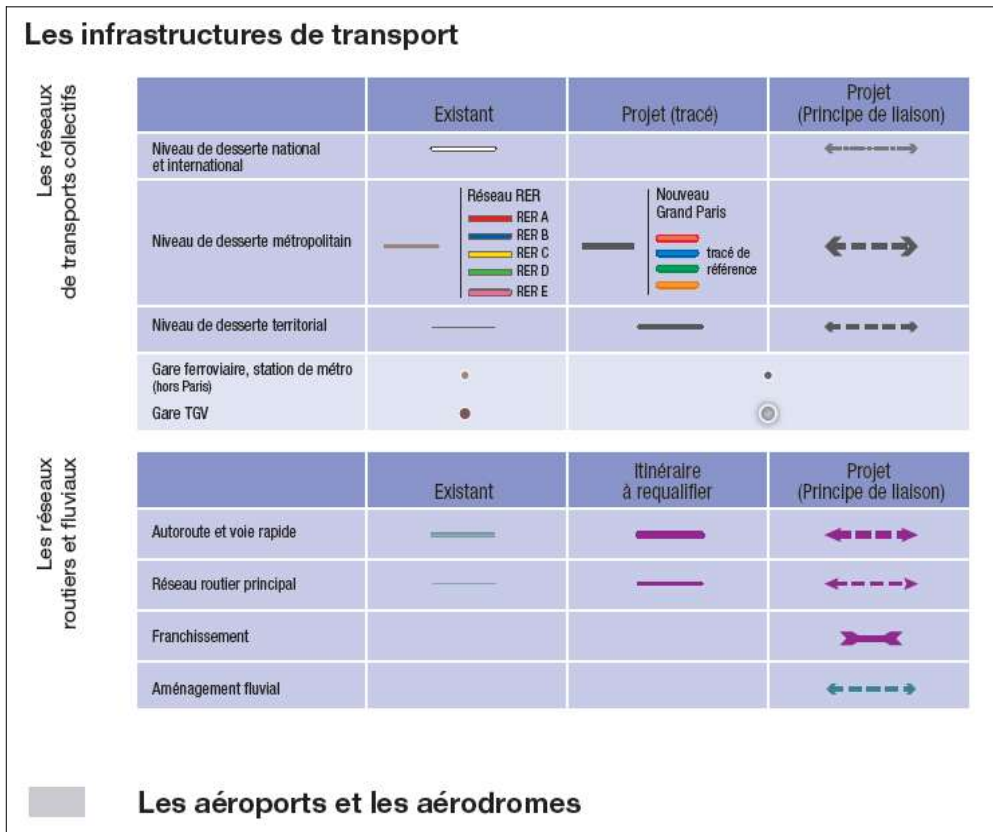 Les infrastructures de transport
Les réseaux
de transports collectifs
Existant
Projet (tracé)
Projet
(Principe de liaison)
Niveau de desserte national
et international
Niveau de desserte métropolitain
Réseau RER
RER A
RER B
RER C
RER D
RER E
Nouveau
Grand Paris
tracé de
référence
Niveau de desserte territorial
Gare ferroviaire, station de métro
(hors Paris)
Gare TGV
Les réseaux
routiers et fluviaux
Existant
Itinéraire
à requalifier
Projet
(Principe de liaison)
Autoroute et voie rapide
Réseau routier principal
Franchissement
Aménagement fluvial
Les aéroports et les aérodromes